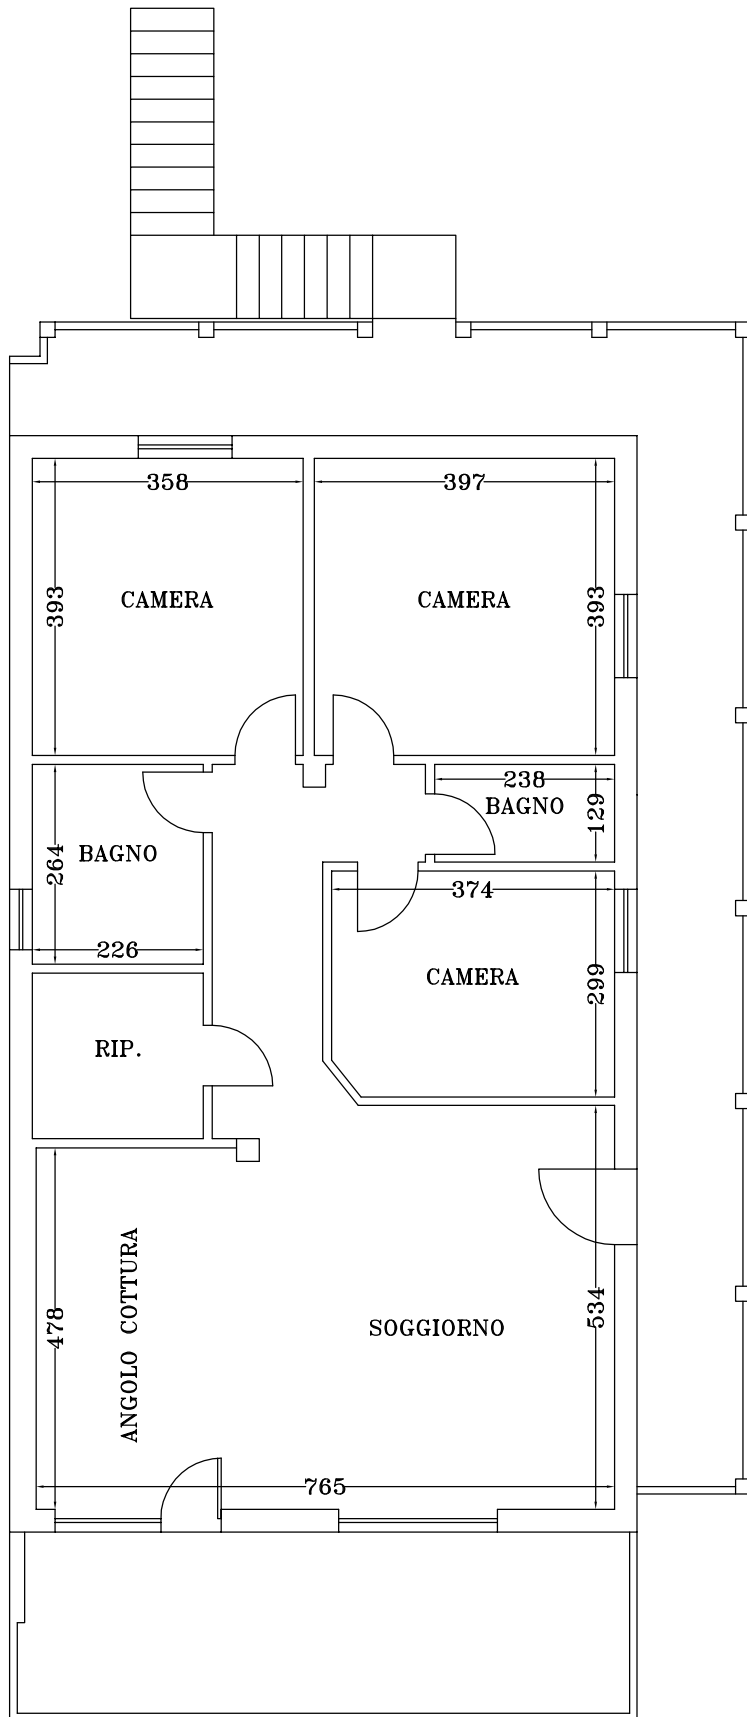 358
397
393
CAMERA
CAMERA
393
238
BAGNO
129
264
BAGNO
226
374
CAMERA
299
RIP.
478
ANGOLO COTTURA
SOGGIORNO
534
765